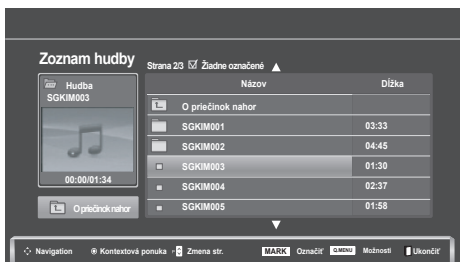 Zoznam hudby
Strana 2/3 Žiadne označené
Hudba
SGKIM003
00:00/01:34
O priečinok nahor
Názov Dĺžka
O priečinok nahor
SGKIM001 03:33
SGKIM002 04:45
SGKIM003 01:30
SGKIM004 02:37
SGKIM005 01:58
Navigation Kontextová ponuka Zmena str. MARK Označiť Q.MENU Možnosti Ukončiť